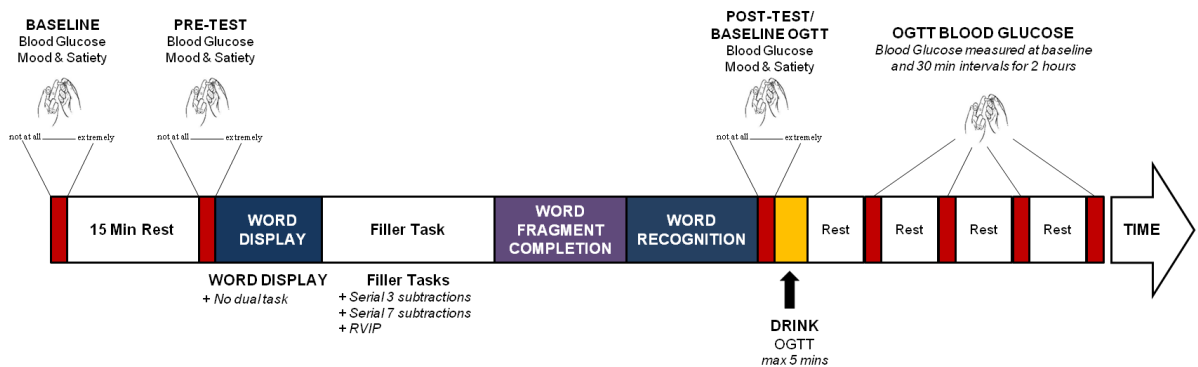 BASELINE
Blood Glucose
Mood & Satiety
not at all ________ extremely
PRE-TEST
Blood Glucose
Mood & Satiety
not at all ________ extremely
POST-TEST/
BASELINE OGTT
Blood Glucose
Mood & Satiety
not at all ________ extremely
OGTT BLOOD GLUCOSE
Blood Glucose measured at baseline
and 30 min intervals for 2 hours
15 Min Rest
WORD
DISPLAY
Filler Task
WORD
FRAGMENT
COMPLETION
WORD
RECOGNITION
Rest
Rest
Rest
Rest
TIME
WORD DISPLAY
+ No dual task
Filler Tasks
+ Serial 3 subtractions
+ Serial 7 subtractions
+ RVIP
DRINK
OGTT
max 5 mins